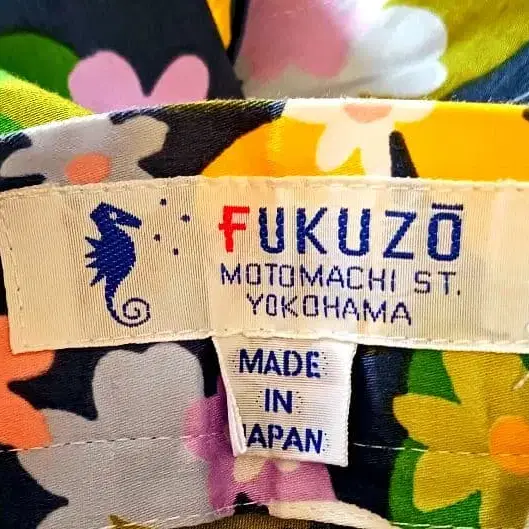 FUKUZŌ
MOTOMACHI ST.
YOKOHAMA
MADE
IN
JAPAN